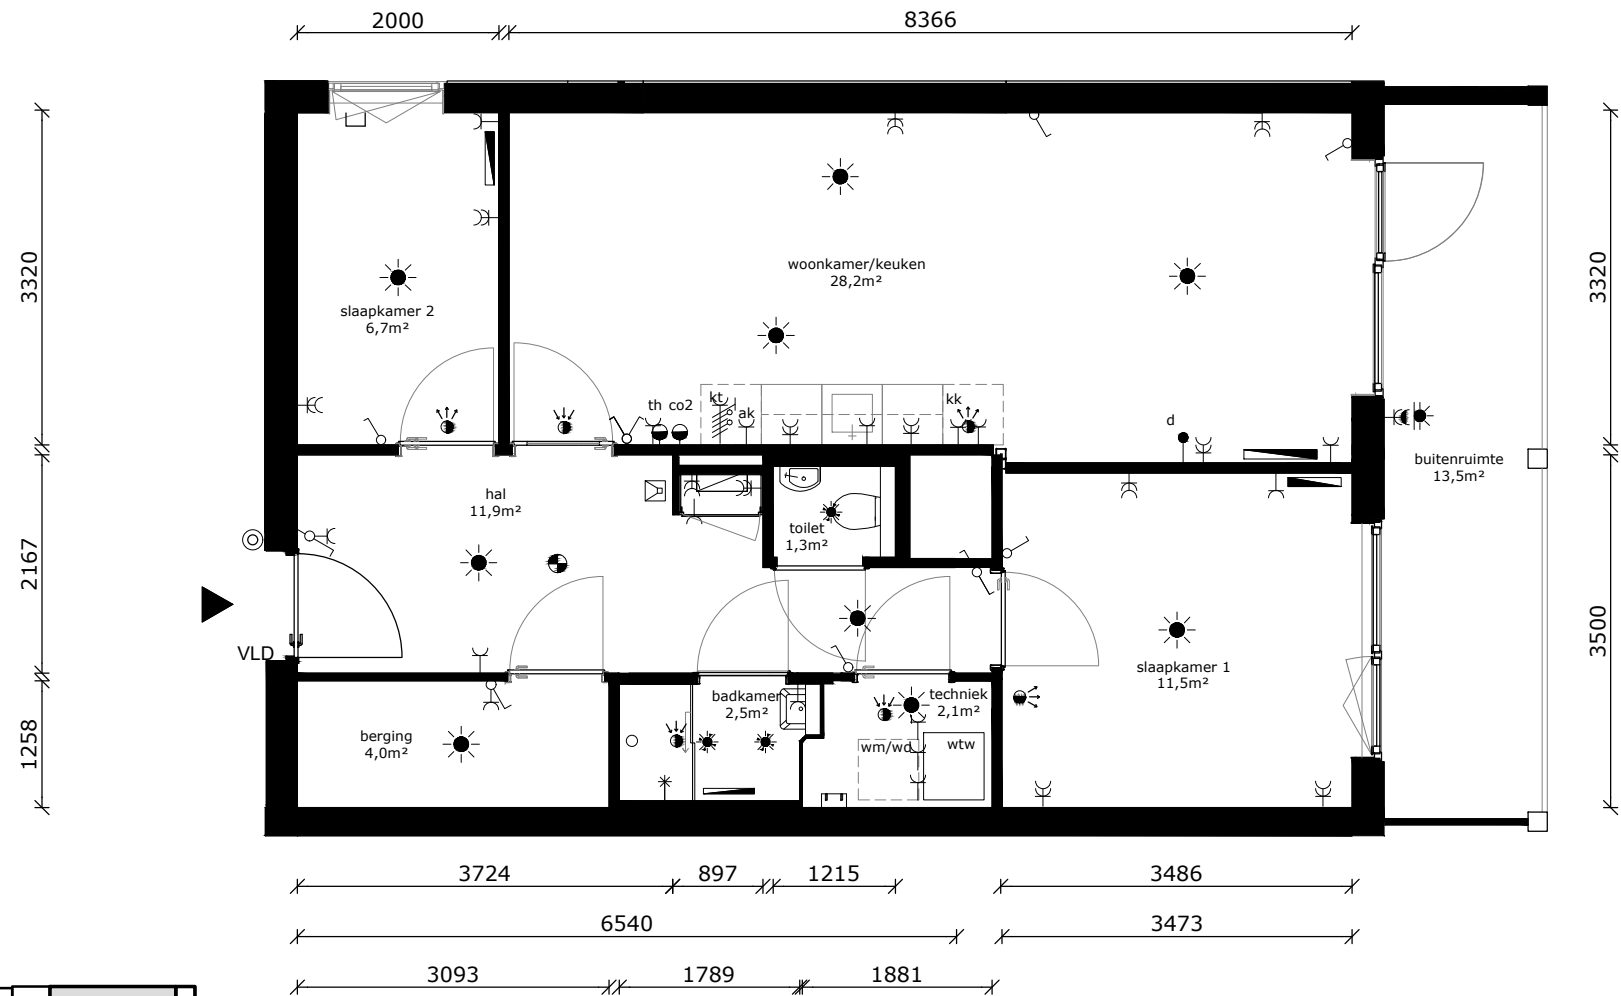 2000
8366
3320
3320
woonkamer/keuken
28,2m²
slaapkamer 2
6,7m²
kt
kk
th
co2
ak
d
buitenruimte
13,5m²
hal
11,9m²
toilet
1,3m²
2167
3500
VLD
slaapkamer 1
11,5m²
badkamer
2,5m²
techniek
2,1m²
berging
4,0m²
wm/wd
wtw
1258
3724
897
1215
3486
6540
3473
3093
1789
1881